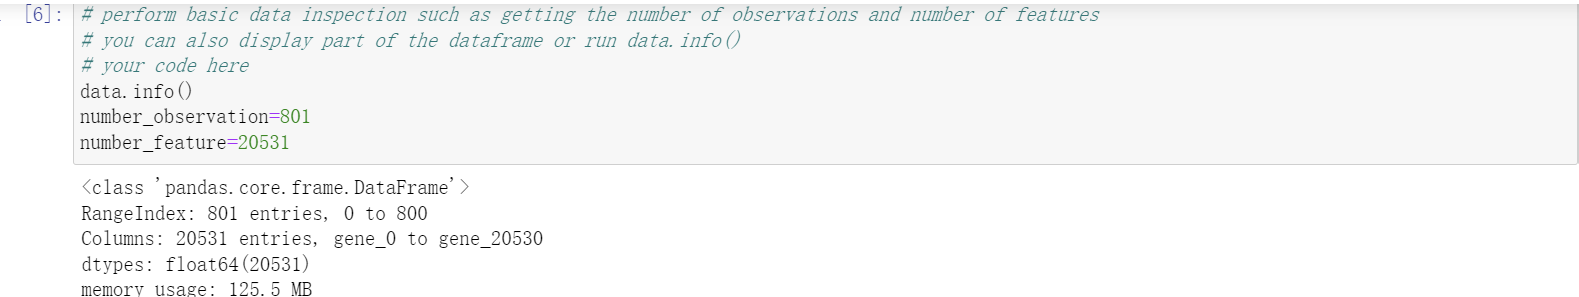 [6]: # perform basic data inspection such as getting the number of observations and number of features
# you can also display part of the dataframe or run data.info()
# your code here
data.info()
number_observation=801
number_feature=20531
<class 'pandas.core.frame.DataFrame'>
RangeIndex: 801 entries, 0 to 800
Columns: 20531 entries, gene_0 to gene_20530
dtypes: float64(20531)
memory usage: 125.5 MB